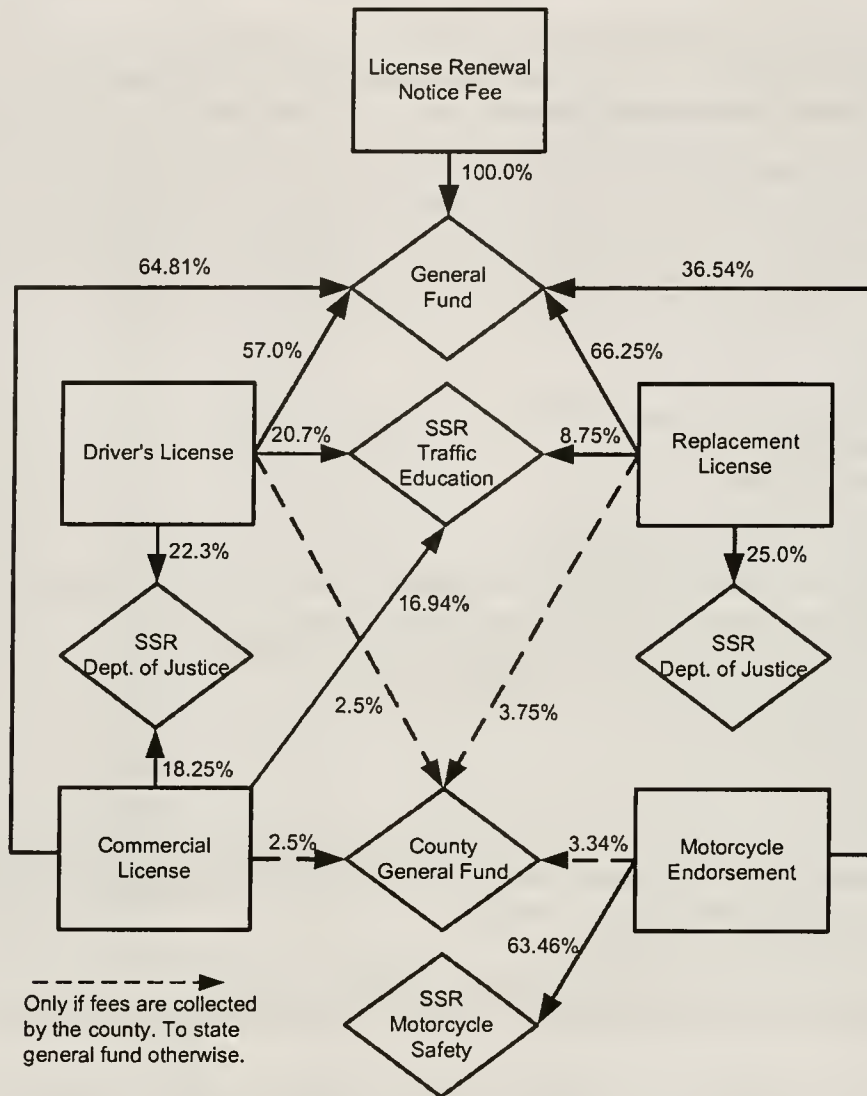 License Renewal
Notice Fee
100.0%
64.81%
General
Fund
36.54%
57.0%
66.25%
Driver's License
20.7%
SSR
Traffic
Education
8.75%
Replacement
License
22.3%
25.0%
SSR
Dept. of Justice
16.94%
SSR
Dept. of Justice
2.5%
3.75%
18.25%
Commercial
License
2.5%
County
General Fund
3.34%
Motorcycle
Endorsement
63.46%
SSR
Motorcycle
Safety
Only if fees are collected
by the county. To state
general fund otherwise.